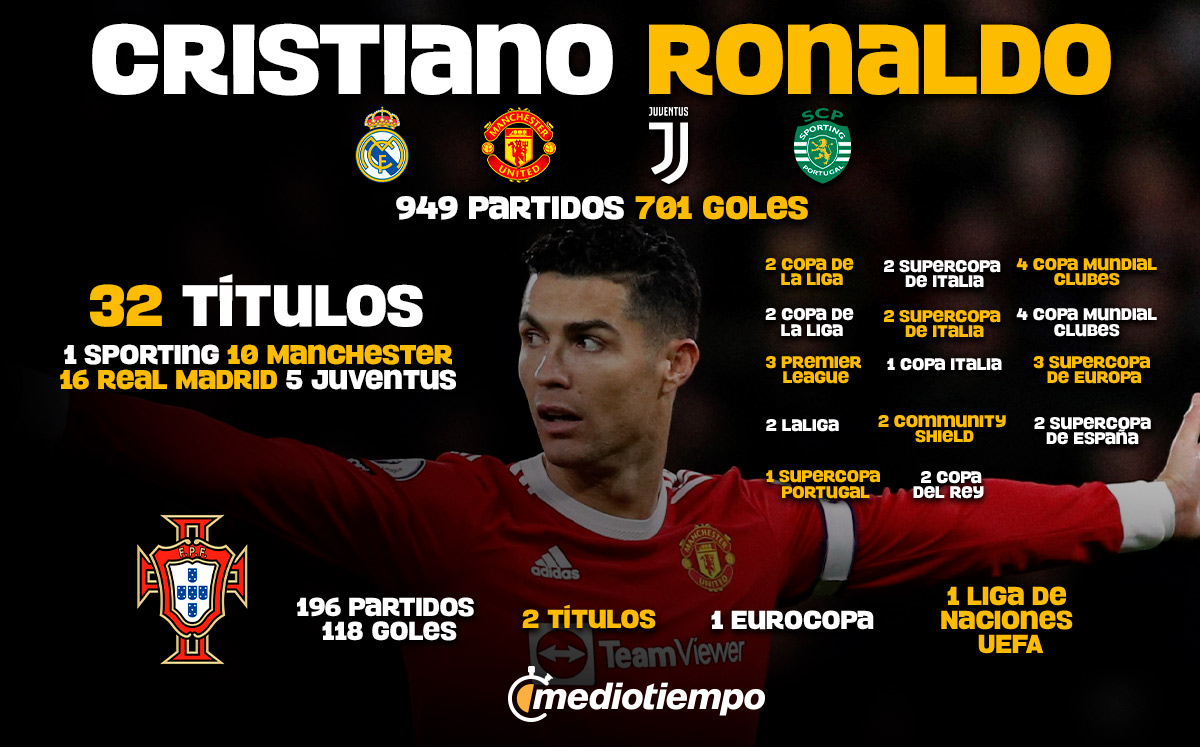 CRISTIANO RONALDO
JUVENTUS
MANCHESTER
UNITED
SCP
SPORTING
PORTUGAL
949 PARTIDOS 701 GOLES
32 TÍTULOS
1 SPORTING 10 MANCHESTER
16 REAL MADRID 5 JUVENTUS
2 COPA DE
LA LIGA
2 SUPERCOPA
DE ITALIA
4 COPA MUNDIAL
CLUBES
2 COPA DE
LA LIGA
2 SUPERCOPA
DE ITALIA
4 COPA MUNDIAL
CLUBES
3 PREMIER
LEAGUE
1 COPA ITALIA
3 SUPERCOPA
DE EUROPA
2 LALIGA
2 COMMUNITY
SHIELD
2 SUPERCOPA
DE ESPAÑA
1 SUPERCOPA
PORTUGAL
2 COPA
DEL REY
adidas
MANCHESTER
UNITED
F.P.F.
196 PARTIDOS
118 GOLES
2 TÍTULOS
1 EUROCOPA
1 LIGA DE
NACIONES
UEFA
TeamViewer
mediotiempo